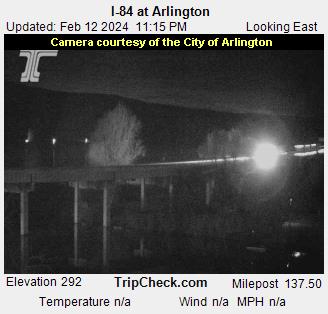 I-84 at Arlington
Updated: Feb 12 2024 11:15 PM Looking East
Camera courtesy of the City of Arlington
Elevation 292 TripCheck.com Milepost 137.50
Temperature n/a Wind n/a MPH n/a